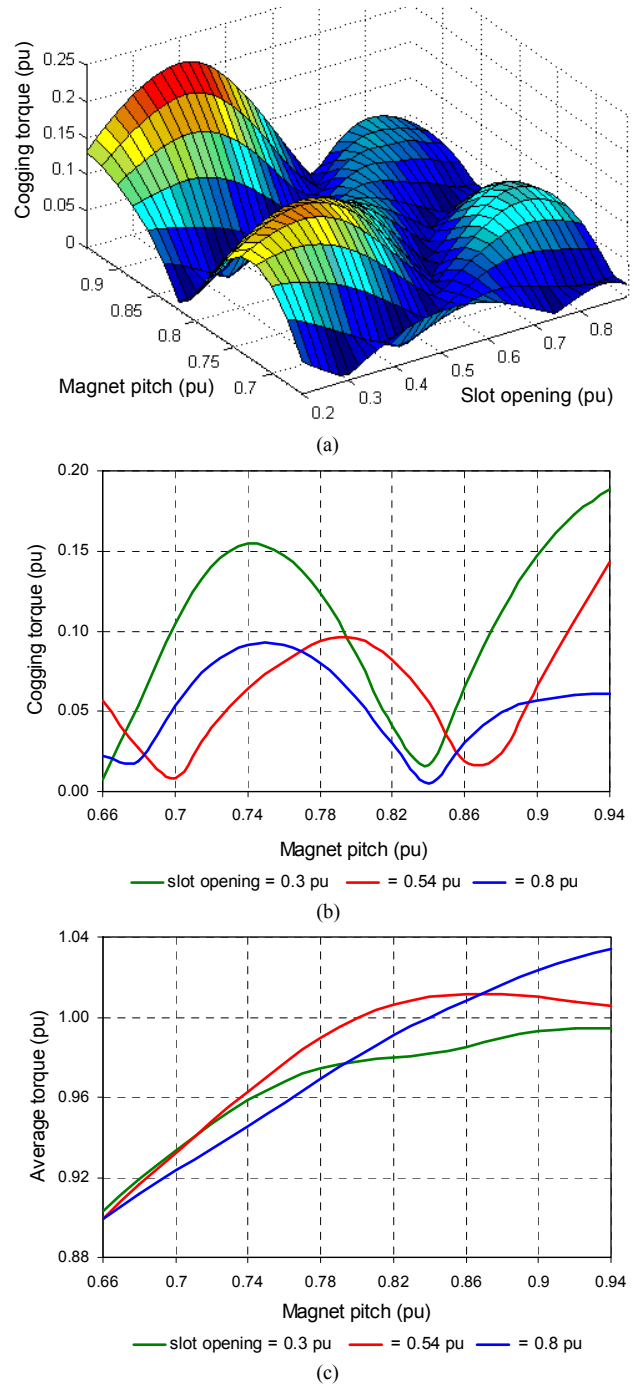 0.25
0.2
0.15
0.1
0.05
0
Cogging torque (pu)
0.9
0.85
0.8
0.75
0.7
Magnet pitch (pu)
0.2
0.3
0.4
0.5
0.6
0.7
0.8
Slot opening (pu)
(a)
0.20
0.15
0.10
0.05
0.00
Cogging torque (pu)
0.66 0.7 0.74 0.78 0.82 0.86 0.9 0.94
Magnet pitch (pu)
slot opening = 0.3 pu = 0.54 pu = 0.8 pu
(b)
1.04
1.00
0.96
0.92
0.88
Average torque (pu)
0.66 0.7 0.74 0.78 0.82 0.86 0.9 0.94
Magnet pitch (pu)
slot opening = 0.3 pu = 0.54 pu = 0.8 pu
(c)